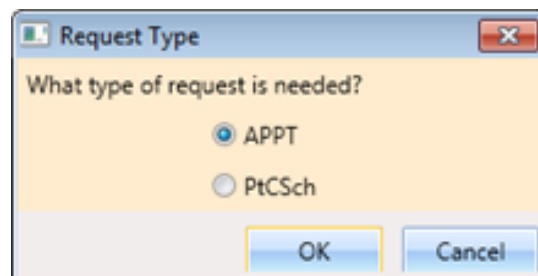 Request Type
What type of request is needed?
APPT
PtCSch
OK Cancel